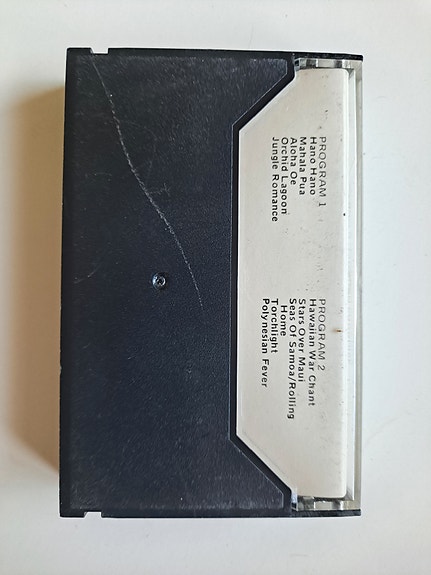 PROGRAM 1
Hano Hano
Mahala Pua
Aloha Oe
Orchid Lagoon
Jungle Romance
PROGRAM 2
Hawaiian War Chant
Stars Over Maui
Seas Of Samoa/Rolling
Home
Torchlight
Polynesian Fever